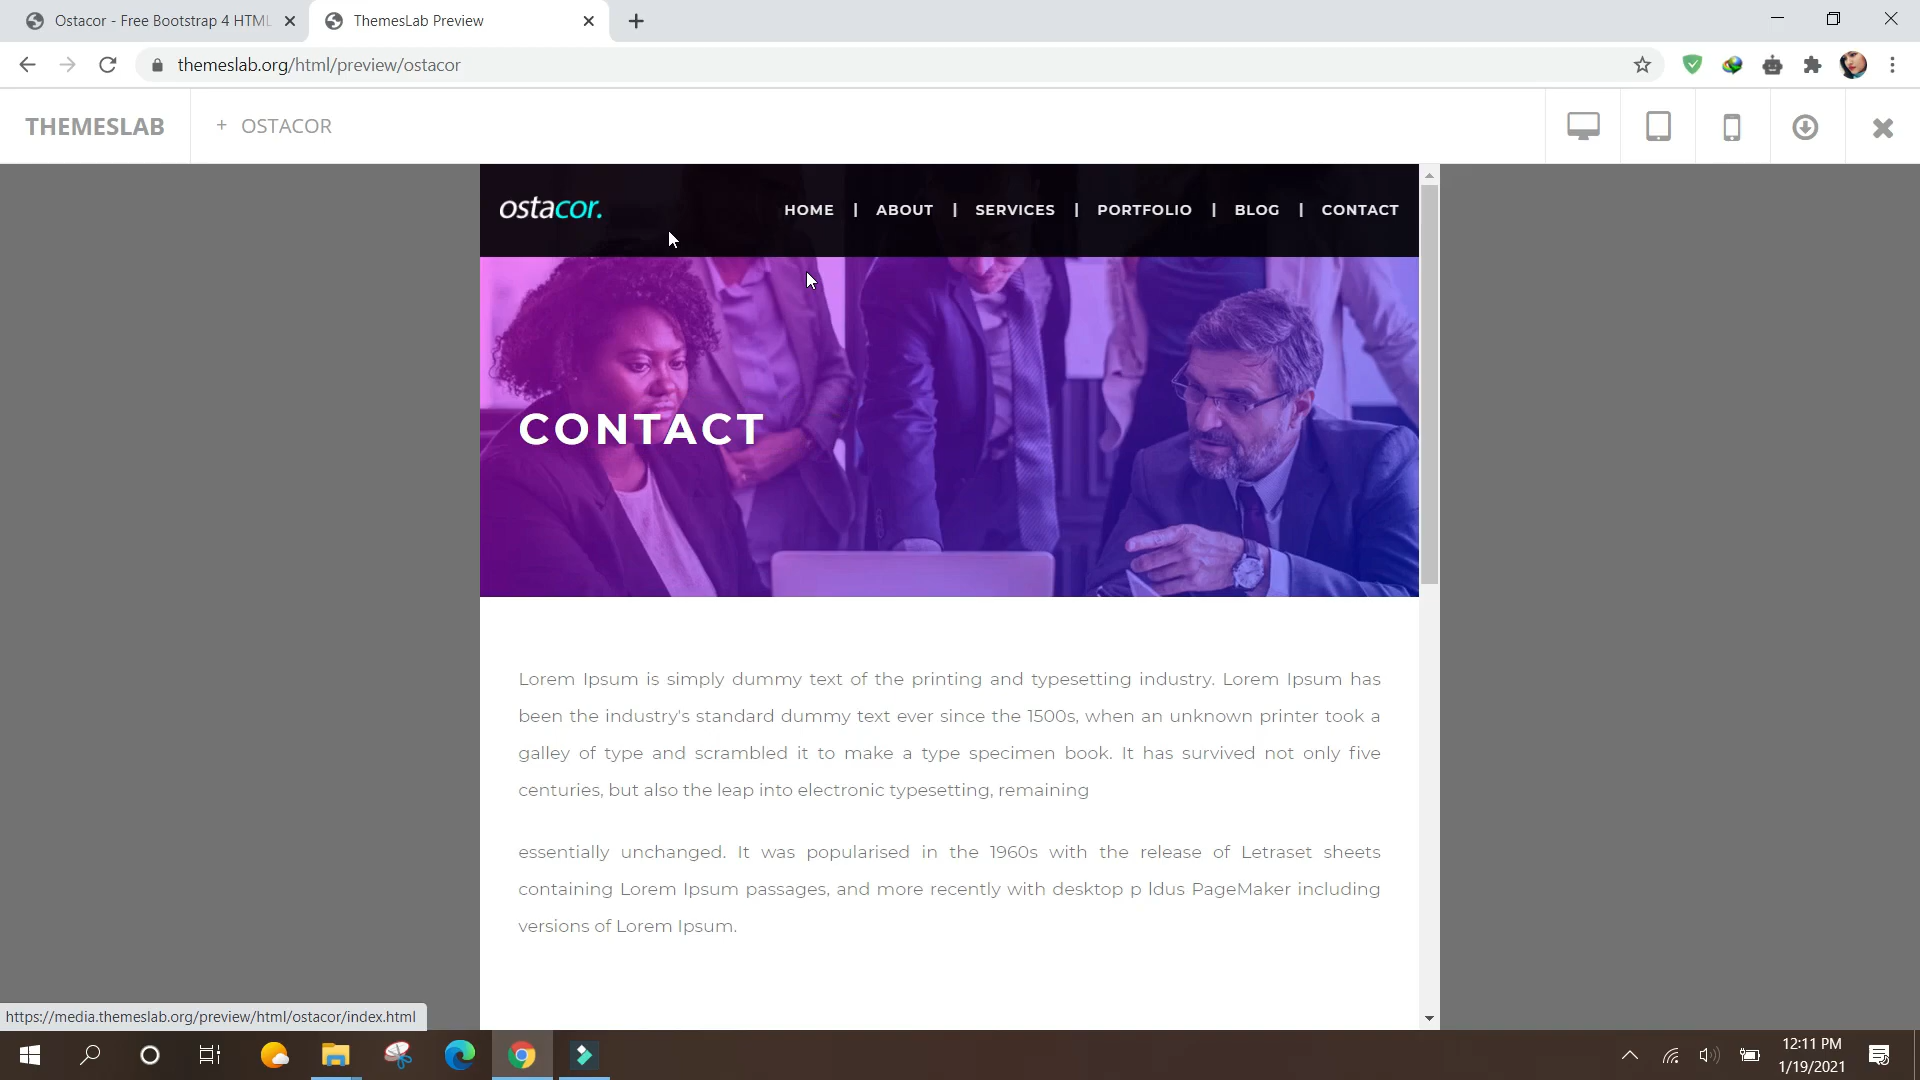 Ostacor - Free Bootstrap 4 HTML
ThemesLab Preview
themeslab.org/html/preview/ostacor
THEMESLAB
+ OSTACOR
ostacor.
HOME | ABOUT | SERVICES | PORTFOLIO | BLOG | CONTACT
CONTACT
Lorem Ipsum is simply dummy text of the printing and typesetting industry. Lorem Ipsum has
been the industry's standard dummy text ever since the 1500s, when an unknown printer took a
galley of type and scrambled it to make a type specimen book. It has survived not only five
centuries, but also the leap into electronic typesetting, remaining
essentially unchanged. It was popularised in the 1960s with the release of Letraset sheets
containing Lorem Ipsum passages, and more recently with desktop p ldus PageMaker including
versions of Lorem Ipsum.
https://media.themeslab.org/preview/html/ostacor/index.html
12:11 PM
1/19/2021